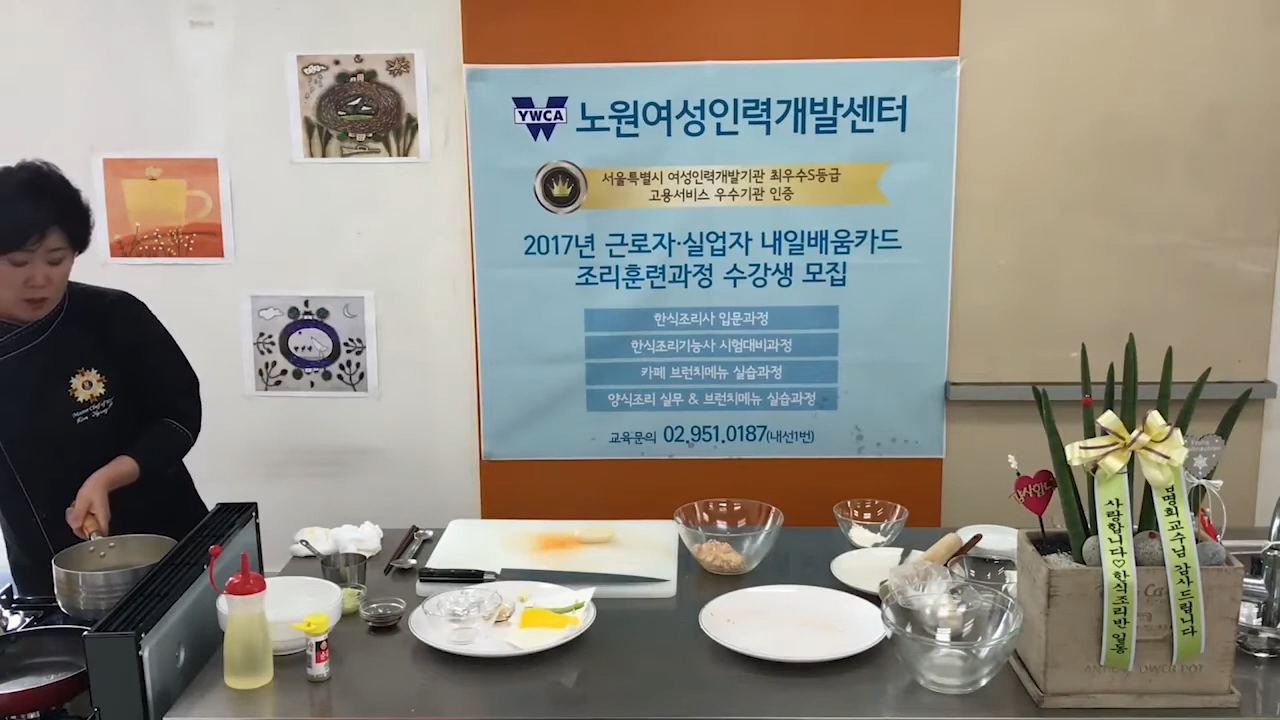 YWCA 노원여성인력개발센터
서울특별시 여성인력개발기관 최우수S등급
고용서비스 우수기관 인증
2017년 근로자·실업자 내일배움카드
조리훈련과정 수강생 모집
한식조리사 입문과정
한식조리기능사 시험대비과정
카페 브런치메뉴 실습과정
양식조리 실무 & 브런치메뉴 실습과정
교육문의 02.951.0187(내선1번)
사랑합니다♡한식조리반 일동
명희교수님 감사드립니다